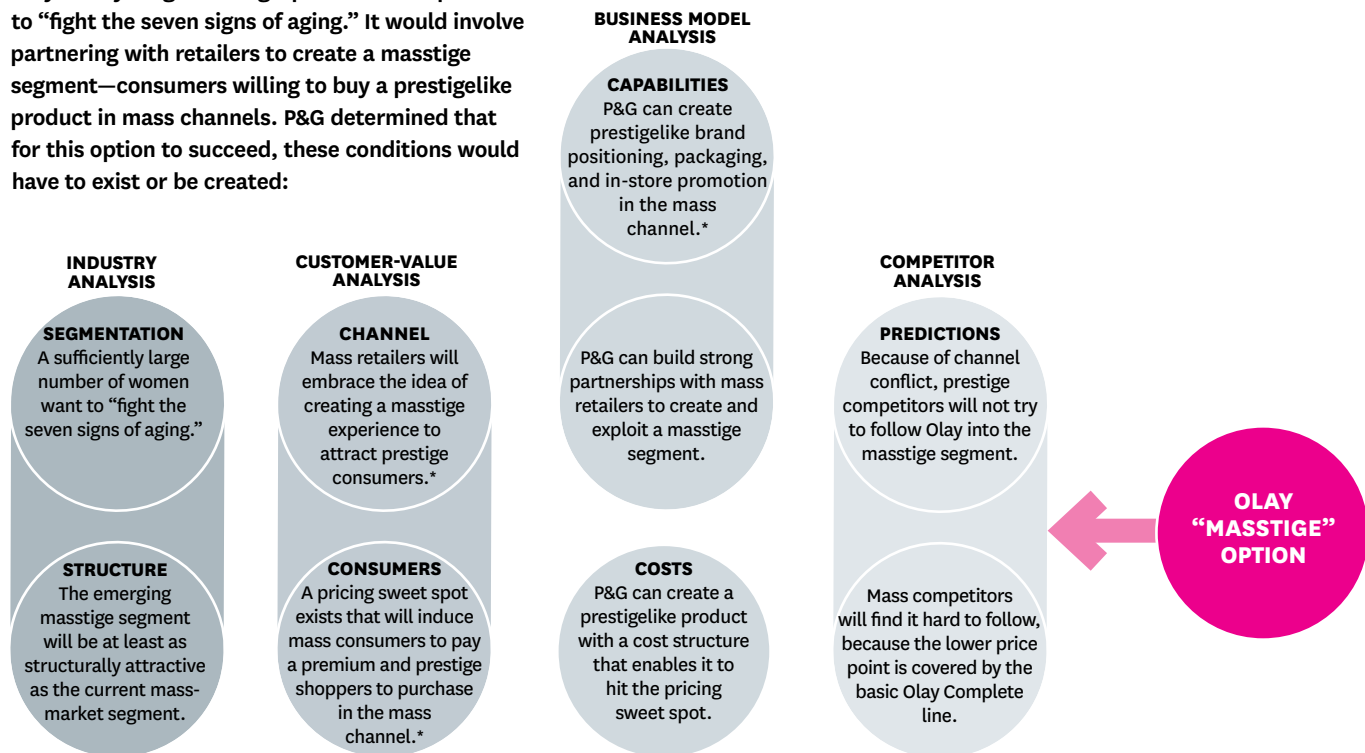 to “fight the seven signs of aging.” It would involve
partnering with retailers to create a masstige
segment—consumers willing to buy a prestigelike
product in mass channels. P&G determined that
for this option to succeed, these conditions would
have to exist or be created:
INDUSTRY
ANALYSIS
SEGMENTATION
A sufficiently large
number of women
want to “fight the
seven signs of aging.”
STRUCTURE
The emerging
masstige segment
will be at least as
structurally attractive
as the current mass-
market segment.
CUSTOMER-VALUE
ANALYSIS
CHANNEL
Mass retailers will
embrace the idea of
creating a masstige
experience to
attract prestige
consumers.*
CONSUMERS
A pricing sweet spot
exists that will induce
mass consumers to pay
a premium and prestige
shoppers to purchase
in the mass
channel.*
BUSINESS MODEL
ANALYSIS
CAPABILITIES
P&G can create
prestigelike brand
positioning, packaging,
and in-store promotion
in the mass
channel.*
P&G can build strong
partnerships with mass
retailers to create and
exploit a masstige
segment.
COSTS
P&G can create a
prestigelike product
with a cost structure
that enables it to
hit the pricing
sweet spot.
COMPETITOR
ANALYSIS
PREDICTIONS
Because of channel
conflict, prestige
competitors will not try
to follow Olay into the
masstige segment.
Mass competitors
will find it hard to follow,
because the lower price
point is covered by the
basic Olay Complete
line.
OLAY
“MASSTIGE”
OPTION